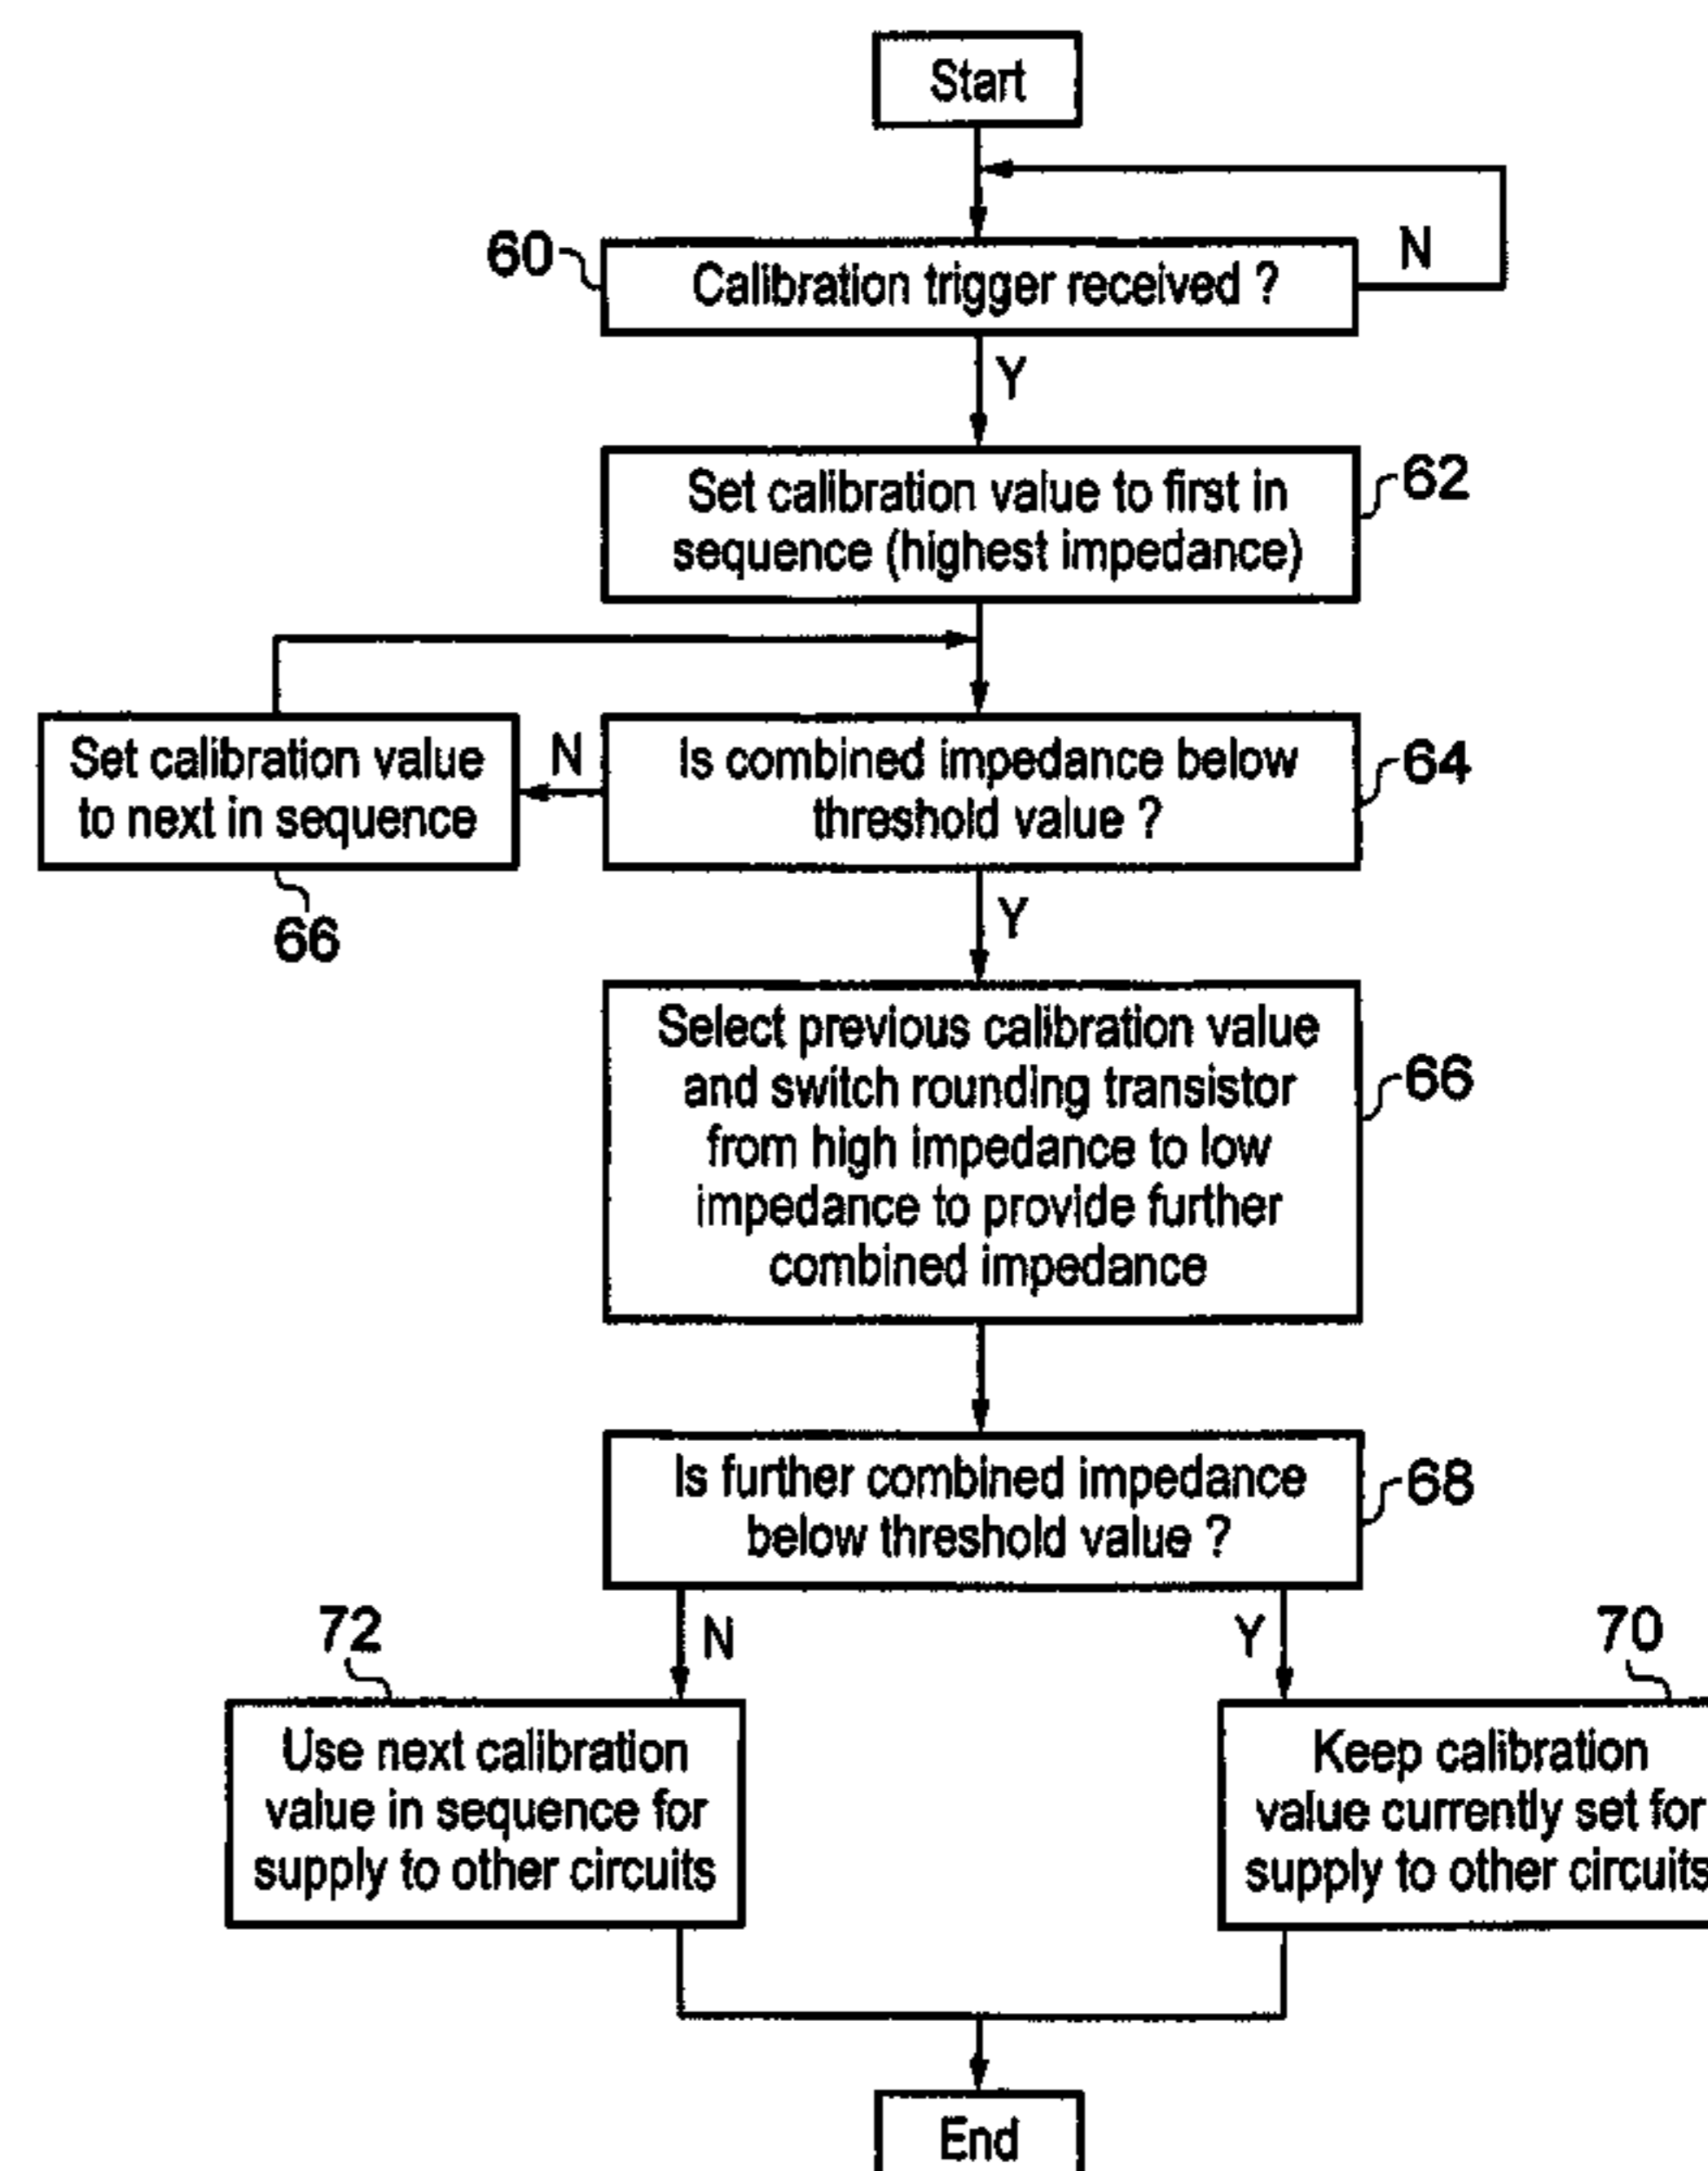 Start
60
Calibration trigger received ?
N
Y
Set calibration value to first in
sequence (highest impedance)
62
Set calibration value
to next in sequence
66
N
Is combined impedance below
threshold value ?
64
Y
Select previous calibration value
and switch rounding transistor
from high impedance to low
impedance to provide further
combined impedance
66
Is further combined impedance
below threshold value ?
68
N
Y
72
Use next calibration
value in sequence for
supply to other circuits
70
Keep calibration
value currently set for
supply to other circuits
End